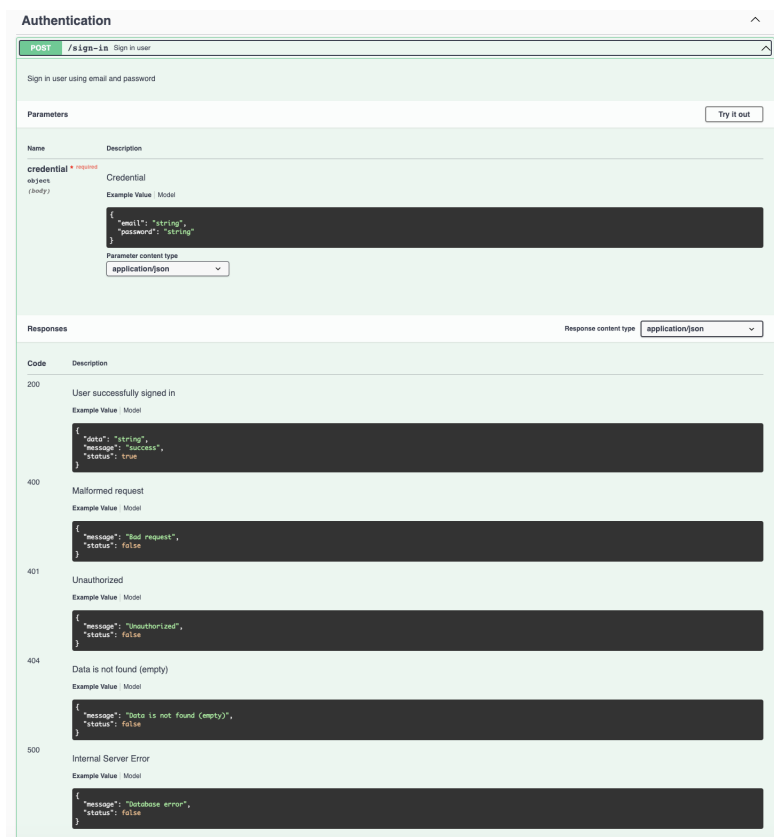 Authentication
POST /sign-in Sign in user
Sign in user using email and password
Parameters
Try it out
Name Description
credential * required
object
(body)
Credential
Example Value | Model
{
"email": "string",
"password": "string"
}
Parameter content type
application/json
Responses
Response content type application/json
Code Description
200
User successfully signed in
Example Value | Model
{
"data": "string",
"message": "success",
"status": true
}
400
Malformed request
Example Value | Model
{
"message": "Bad request",
"status": false
}
401
Unauthorized
Example Value | Model
{
"message": "Unauthorized",
"status": false
}
404
Data is not found (empty)
Example Value | Model
{
"message": "Data is not found (empty)",
"status": false
}
500
Internal Server Error
Example Value | Model
{
"message": "Database error",
"status": false
}